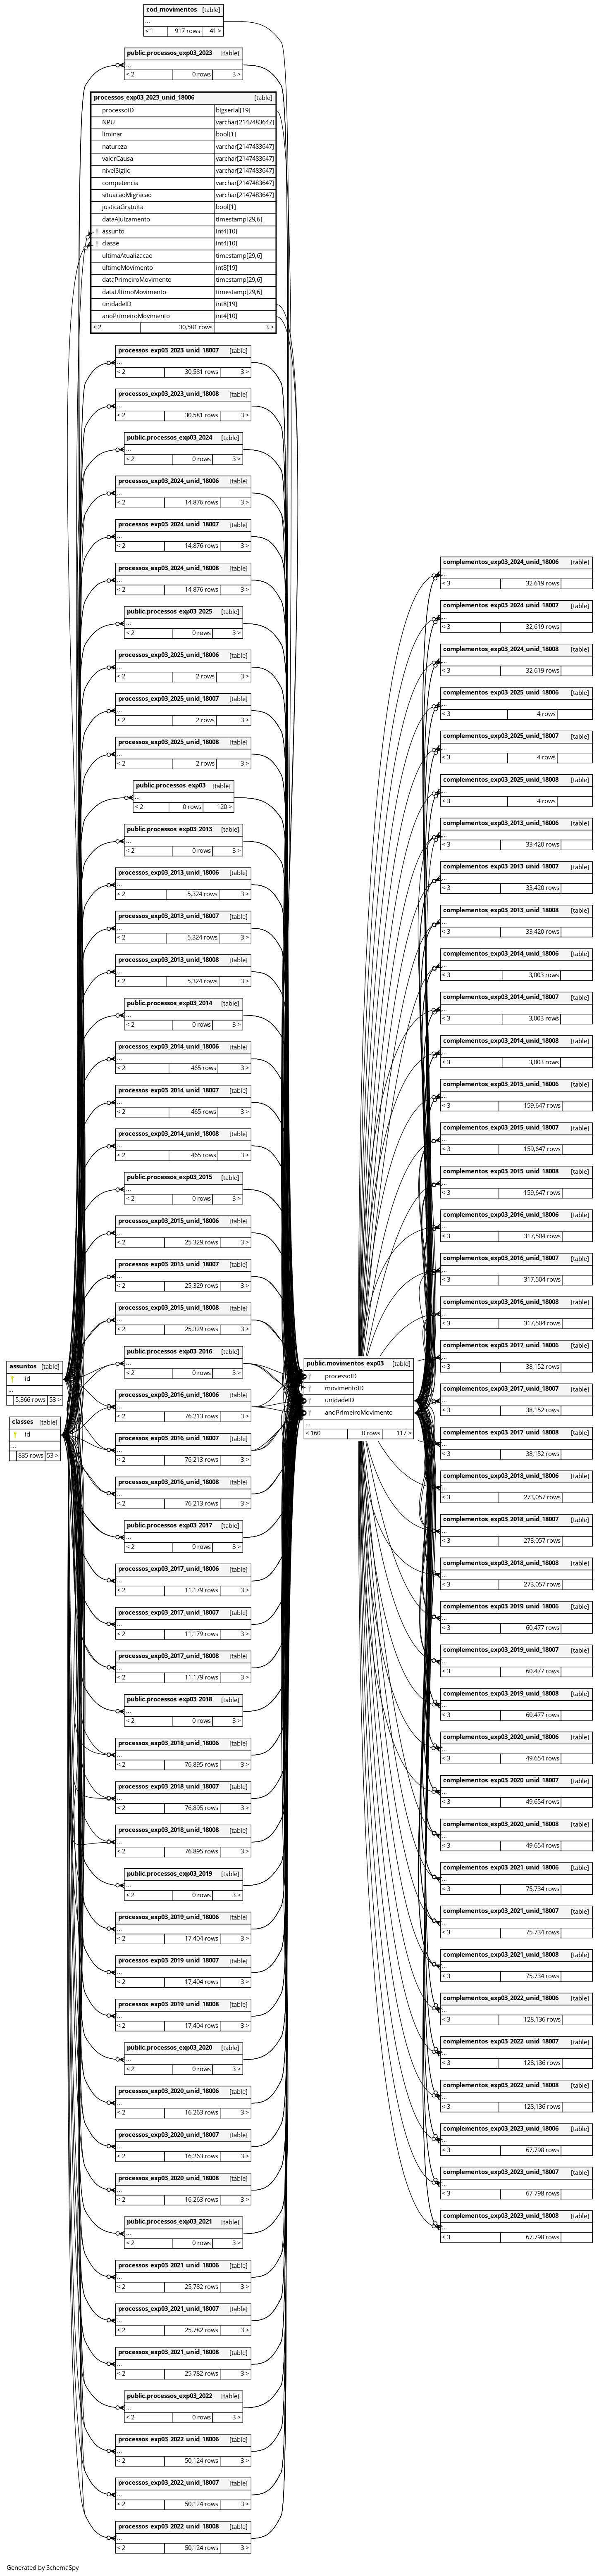 cod_movimentos [table]
...
< 1 917 rows 41 >
public.processos_exp03_2023 [table]
...
< 2 0 rows 3 >
processos_exp03_2023_unid_18006 [table]
processoID bigserial[19]
NPU varchar[2147483647]
liminar bool[1]
natureza varchar[2147483647]
valorCausa varchar[2147483647]
nivelSigilo varchar[2147483647]
competencia varchar[2147483647]
situacaoMigracao varchar[2147483647]
justicaGratuita bool[1]
dataAjuizamento timestamp[29,6]
assunto int4[10]
classe int4[10]
ultimaAtualizacao timestamp[29,6]
ultimoMovimento int8[19]
dataPrimeiroMovimento timestamp[29,6]
dataUltimoMovimento timestamp[29,6]
unidadeID int8[19]
anoPrimeiroMovimento int4[10]
< 2 30,581 rows 3 >
processos_exp03_2023_unid_18007 [table]
...
< 2 30,581 rows 3 >
processos_exp03_2023_unid_18008 [table]
...
< 2 30,581 rows 3 >
public.processos_exp03_2024 [table]
...
< 2 0 rows 3 >
processos_exp03_2024_unid_18006 [table]
...
< 2 14,876 rows 3 >
processos_exp03_2024_unid_18007 [table]
...
< 2 14,876 rows 3 >
processos_exp03_2024_unid_18008 [table]
...
< 2 14,876 rows 3 >
public.processos_exp03_2025 [table]
...
< 2 0 rows 3 >
processos_exp03_2025_unid_18006 [table]
...
< 2 2 rows 3 >
processos_exp03_2025_unid_18007 [table]
...
< 2 2 rows 3 >
processos_exp03_2025_unid_18008 [table]
...
< 2 2 rows 3 >
public.processos_exp03 [table]
...
< 2 0 rows 120 >
public.processos_exp03_2013 [table]
...
< 2 0 rows 3 >
processos_exp03_2013_unid_18006 [table]
...
< 2 5,324 rows 3 >
processos_exp03_2013_unid_18007 [table]
...
< 2 5,324 rows 3 >
processos_exp03_2013_unid_18008 [table]
...
< 2 5,324 rows 3 >
public.processos_exp03_2014 [table]
...
< 2 0 rows 3 >
processos_exp03_2014_unid_18006 [table]
...
< 2 465 rows 3 >
processos_exp03_2014_unid_18007 [table]
...
< 2 465 rows 3 >
processos_exp03_2014_unid_18008 [table]
...
< 2 465 rows 3 >
public.processos_exp03_2015 [table]
...
< 2 0 rows 3 >
processos_exp03_2015_unid_18006 [table]
...
< 2 25,329 rows 3 >
processos_exp03_2015_unid_18007 [table]
...
< 2 25,329 rows 3 >
processos_exp03_2015_unid_18008 [table]
...
< 2 25,329 rows 3 >
public.processos_exp03_2016 [table]
...
< 2 0 rows 3 >
processos_exp03_2016_unid_18006 [table]
...
< 2 76,213 rows 3 >
processos_exp03_2016_unid_18007 [table]
...
< 2 76,213 rows 3 >
processos_exp03_2016_unid_18008 [table]
...
< 2 76,213 rows 3 >
public.processos_exp03_2017 [table]
...
< 2 0 rows 3 >
processos_exp03_2017_unid_18006 [table]
...
< 2 11,179 rows 3 >
processos_exp03_2017_unid_18007 [table]
...
< 2 11,179 rows 3 >
processos_exp03_2017_unid_18008 [table]
...
< 2 11,179 rows 3 >
public.processos_exp03_2018 [table]
...
< 2 0 rows 3 >
processos_exp03_2018_unid_18006 [table]
...
< 2 76,895 rows 3 >
processos_exp03_2018_unid_18007 [table]
...
< 2 76,895 rows 3 >
processos_exp03_2018_unid_18008 [table]
...
< 2 76,895 rows 3 >
public.processos_exp03_2019 [table]
...
< 2 0 rows 3 >
processos_exp03_2019_unid_18006 [table]
...
< 2 17,404 rows 3 >
processos_exp03_2019_unid_18007 [table]
...
< 2 17,404 rows 3 >
processos_exp03_2019_unid_18008 [table]
...
< 2 17,404 rows 3 >
public.processos_exp03_2020 [table]
...
< 2 0 rows 3 >
processos_exp03_2020_unid_18006 [table]
...
< 2 16,263 rows 3 >
processos_exp03_2020_unid_18007 [table]
...
< 2 16,263 rows 3 >
processos_exp03_2020_unid_18008 [table]
...
< 2 16,263 rows 3 >
public.processos_exp03_2021 [table]
...
< 2 0 rows 3 >
processos_exp03_2021_unid_18006 [table]
...
< 2 25,782 rows 3 >
processos_exp03_2021_unid_18007 [table]
...
< 2 25,782 rows 3 >
processos_exp03_2021_unid_18008 [table]
...
< 2 25,782 rows 3 >
public.processos_exp03_2022 [table]
...
< 2 0 rows 3 >
processos_exp03_2022_unid_18006 [table]
...
< 2 50,124 rows 3 >
processos_exp03_2022_unid_18007 [table]
...
< 2 50,124 rows 3 >
processos_exp03_2022_unid_18008 [table]
...
< 2 50,124 rows 3 >
assuntos [table]
id
...
5,366 rows 53 >
classes [table]
id
...
835 rows 53 >
public.movimentos_exp03 [table]
processoID
movimentoID
unidadeID
anoPrimeiroMovimento
...
< 160 0 rows 117 >
complementos_exp03_2024_unid_18006 [table]
...
< 3 32,619 rows
complementos_exp03_2024_unid_18007 [table]
...
< 3 32,619 rows
complementos_exp03_2024_unid_18008 [table]
...
< 3 32,619 rows
complementos_exp03_2025_unid_18006 [table]
...
< 3 4 rows
complementos_exp03_2025_unid_18007 [table]
...
< 3 4 rows
complementos_exp03_2025_unid_18008 [table]
...
< 3 4 rows
complementos_exp03_2013_unid_18006 [table]
...
< 3 33,420 rows
complementos_exp03_2013_unid_18007 [table]
...
< 3 33,420 rows
complementos_exp03_2013_unid_18008 [table]
...
< 3 33,420 rows
complementos_exp03_2014_unid_18006 [table]
...
< 3 3,003 rows
complementos_exp03_2014_unid_18007 [table]
...
< 3 3,003 rows
complementos_exp03_2014_unid_18008 [table]
...
< 3 3,003 rows
complementos_exp03_2015_unid_18006 [table]
...
< 3 159,647 rows
complementos_exp03_2015_unid_18007 [table]
...
< 3 159,647 rows
complementos_exp03_2015_unid_18008 [table]
...
< 3 159,647 rows
complementos_exp03_2016_unid_18006 [table]
...
< 3 317,504 rows
complementos_exp03_2016_unid_18007 [table]
...
< 3 317,504 rows
complementos_exp03_2016_unid_18008 [table]
...
< 3 317,504 rows
complementos_exp03_2017_unid_18006 [table]
...
< 3 38,152 rows
complementos_exp03_2017_unid_18007 [table]
...
< 3 38,152 rows
complementos_exp03_2017_unid_18008 [table]
...
< 3 38,152 rows
complementos_exp03_2018_unid_18006 [table]
...
< 3 273,057 rows
complementos_exp03_2018_unid_18007 [table]
...
< 3 273,057 rows
complementos_exp03_2018_unid_18008 [table]
...
< 3 273,057 rows
complementos_exp03_2019_unid_18006 [table]
...
< 3 60,477 rows
complementos_exp03_2019_unid_18007 [table]
...
< 3 60,477 rows
complementos_exp03_2019_unid_18008 [table]
...
< 3 60,477 rows
complementos_exp03_2020_unid_18006 [table]
...
< 3 49,654 rows
complementos_exp03_2020_unid_18007 [table]
...
< 3 49,654 rows
complementos_exp03_2020_unid_18008 [table]
...
< 3 49,654 rows
complementos_exp03_2021_unid_18006 [table]
...
< 3 75,734 rows
complementos_exp03_2021_unid_18007 [table]
...
< 3 75,734 rows
complementos_exp03_2021_unid_18008 [table]
...
< 3 75,734 rows
complementos_exp03_2022_unid_18006 [table]
...
< 3 128,136 rows
complementos_exp03_2022_unid_18007 [table]
...
< 3 128,136 rows
complementos_exp03_2022_unid_18008 [table]
...
< 3 128,136 rows
complementos_exp03_2023_unid_18006 [table]
...
< 3 67,798 rows
complementos_exp03_2023_unid_18007 [table]
...
< 3 67,798 rows
complementos_exp03_2023_unid_18008 [table]
...
< 3 67,798 rows
Generated by SchemaSpy